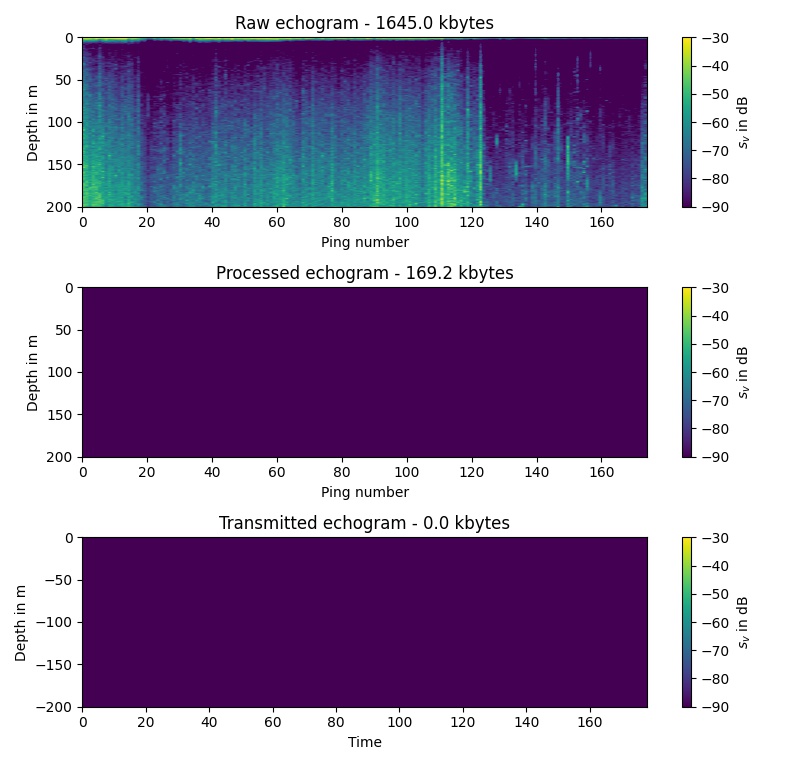 Raw echogram - 1645.0 kbytes
0
50
100
150
200
Depth in m
0 20 40 60 80 100 120 140 160
Ping number
−30
−40
−50
−60
−70
−80
−90
sv in dB
Processed echogram - 169.2 kbytes
0
50
100
150
200
Depth in m
0 20 40 60 80 100 120 140 160
Ping number
−30
−40
−50
−60
−70
−80
−90
sv in dB
Transmitted echogram - 0.0 kbytes
0
−50
−100
−150
−200
Depth in m
0 20 40 60 80 100 120 140 160
Time
−30
−40
−50
−60
−70
−80
−90
sv in dB